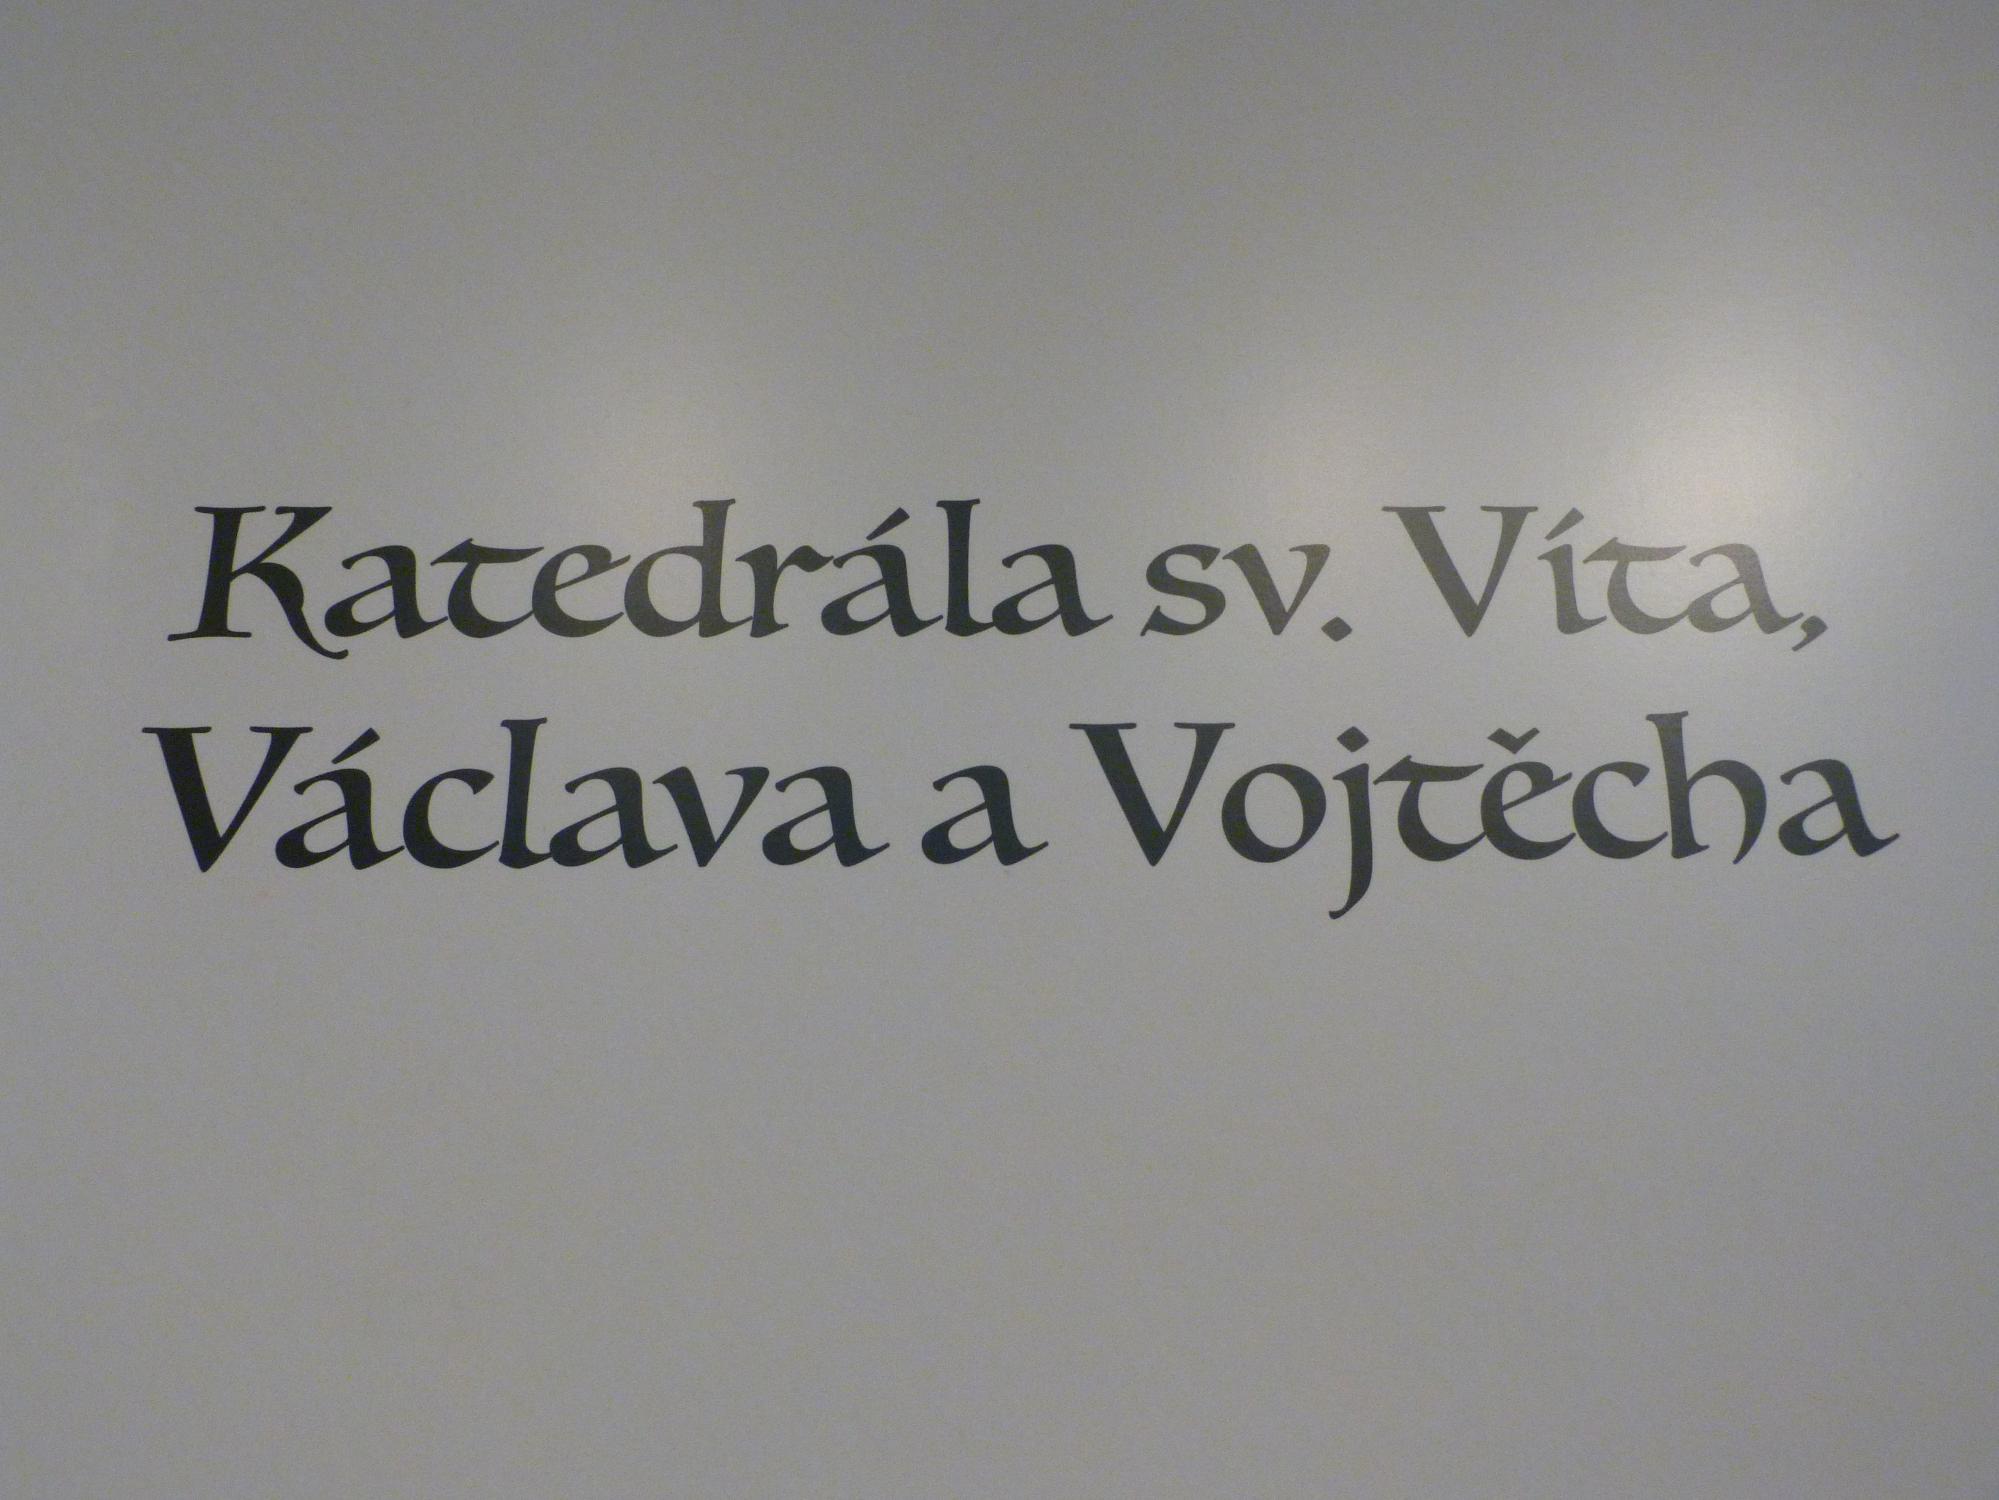 Katedrála sv. Víta,
Václava a Vojtěcha